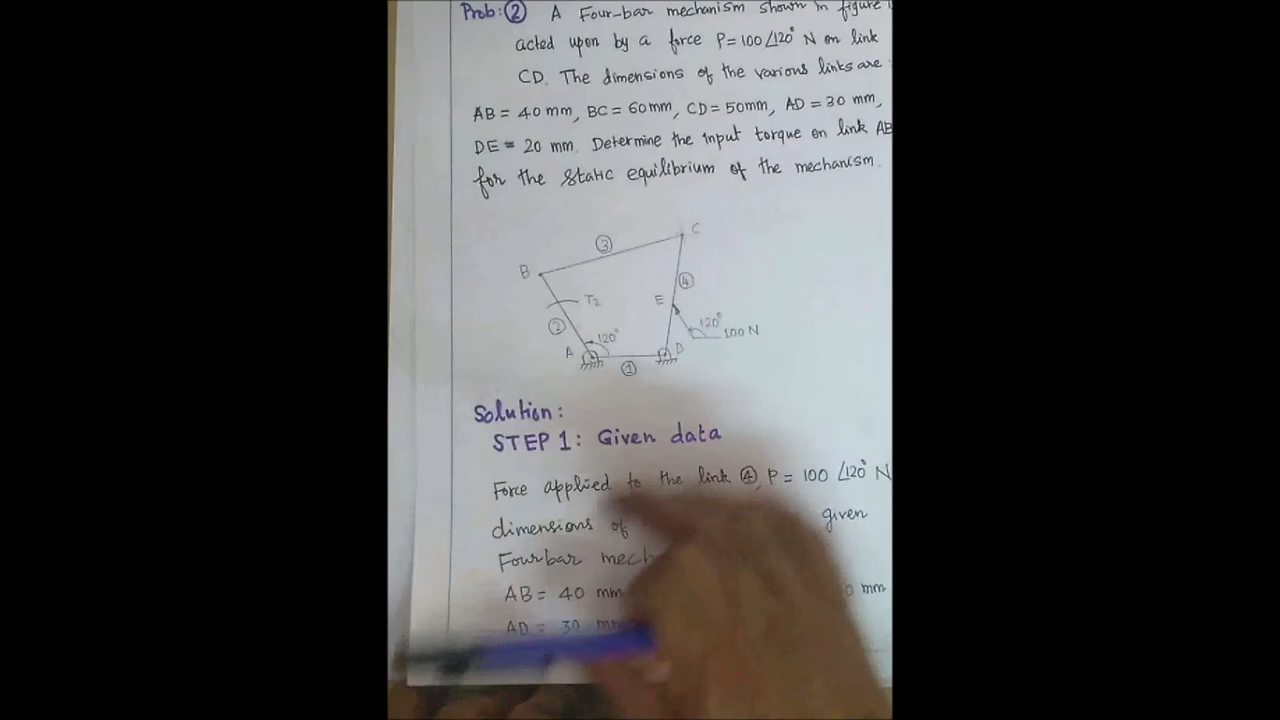 Prob: ② A Four-bar mechanism shown in figure
acted upon by a force P = 100∠120° N on link
CD. The dimensions of the various links are :
AB = 40 mm, BC = 60mm, CD = 50mm, AD = 30 mm,
DE = 20 mm. Determine the input torque on link AB
for the static equilibrium of the mechanism.
C
③
B
④
E
T2
② 120° 100 N
120°
A D
①
Solution:
STEP 1: Given data
Force applied to the link ④, P = 100 ∠120° N
dimensions of given
Fourbar mech
AB = 40 mm 0 mm
AD = 30 mm